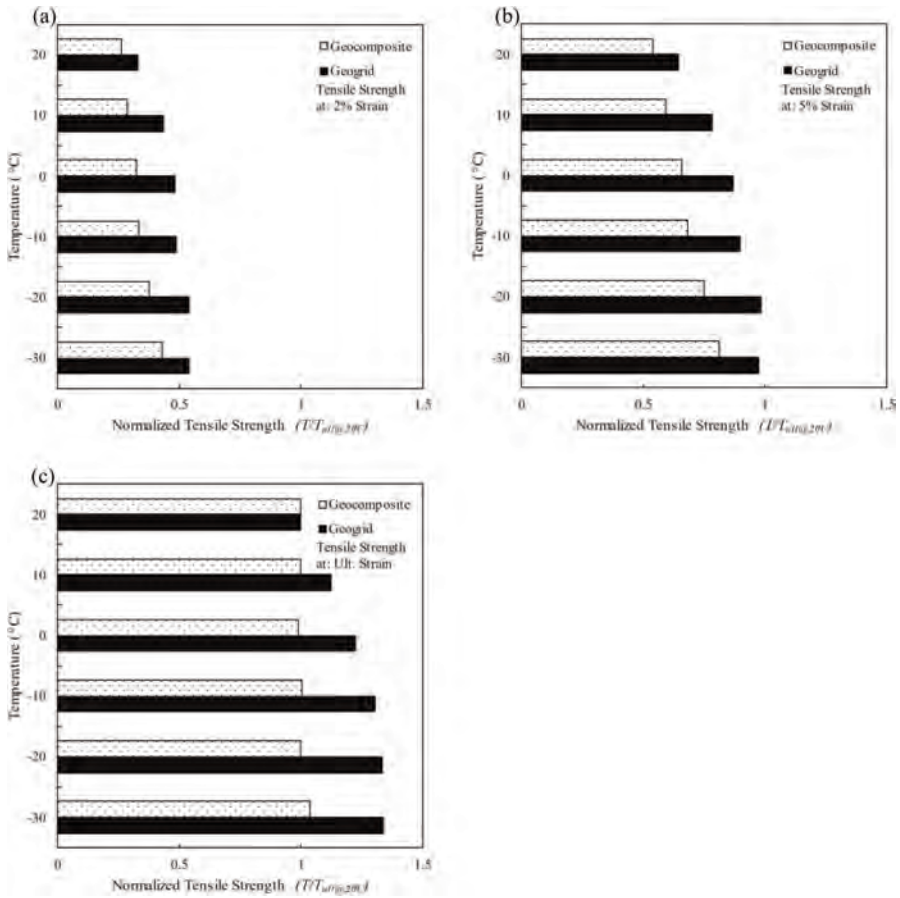 (a)
Geocomposite
Geogrid
Tensile Strength
at: 2% Strain
20
10
0
-10
-20
-30
Temperature ( °C)
0 0.5 1 1.5
Normalized Tensile Strength
(b)
Geocomposite
Geogrid
Tensile Strength
at: 5% Strain
20
10
0
-10
-20
Temperature ( °C)
0 0.5 1 1.5
Normalized Tensile Strength
(c)
Geocomposite
Geogrid
Tensile Strength
at: Ult. Strain
20
10
0
-10
-20
-30
Temperature ( °C)
0 0.5 1 1.5
Normalized Tensile Strength